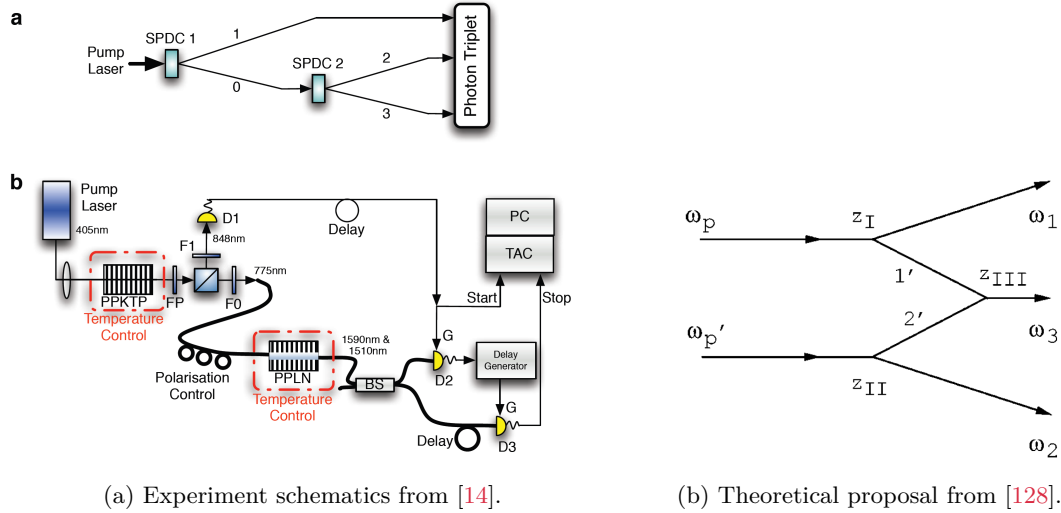 a
SPDC 1
Pump
Laser
1
0
SPDC 2
2
3
Photon Triplet
b
Pump
Laser
405nm
PPKTP
Temperature
Control
FP
F1
D1
848nm
F0
775nm
Delay
PC
TAC
Start
Stop
Polarisation
Control
PPLN
Temperature
Control
1590nm &
1510nm
BS
G
D2
Delay
Generator
G
D3
Delay
ωp
zI
ω1
1'
zIII
ω3
2'
ωp'
zII
ω2
(a) Experiment schematics from [14].
(b) Theoretical proposal from [128].